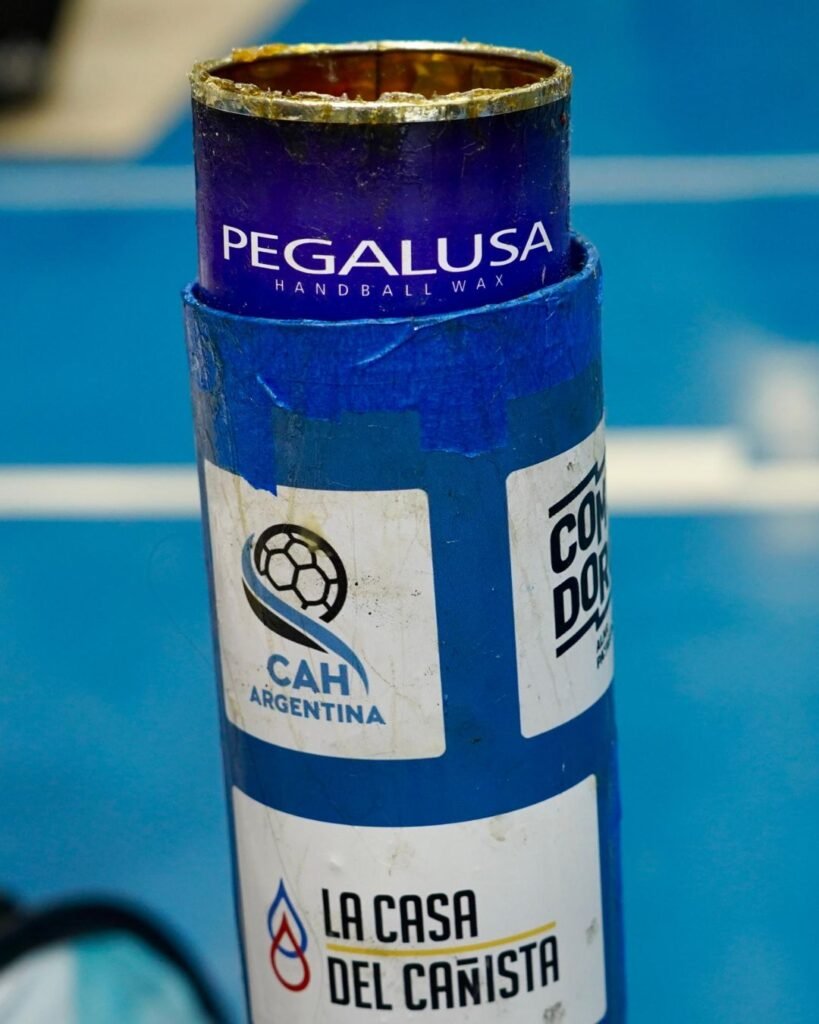 PEGALUSA
HANDBALL WAX
CAH
ARGENTINA
LA CASA
DEL CAÑISTA